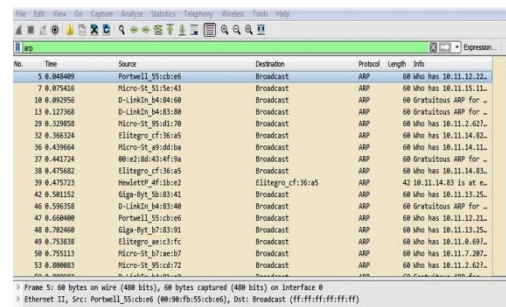 File Edit View Go Capture Analyze Statistics Telephony Wireless Tools Help
arp
Expression...
No. Time Source Destination Protocol Length Info
5 0.048409 Portwell_55:cb:e6 Broadcast ARP 60 Who has 10.11.12.22…
7 0.075416 Micro-St_51:5e:43 Broadcast ARP 60 Who has 10.11.15.11…
10 0.092956 D-LinkIn_b4:84:60 Broadcast ARP 60 Gratuitous ARP for …
13 0.127368 D-LinkIn_b4:83:80 Broadcast ARP 60 Gratuitous ARP for …
29 0.329858 Micro-St_95:d1:70 Broadcast ARP 60 Who has 10.11.2.62?…
32 0.366324 Elitegro_cf:36:a5 Broadcast ARP 60 Who has 10.11.14.82…
36 0.439664 Micro-St_a9:dd:ba Broadcast ARP 60 Who has 10.11.14.11…
37 0.441724 00:e2:8d:43:4f:9a Broadcast ARP 60 Gratuitous ARP for …
38 0.475682 Elitegro_cf:36:a5 Broadcast ARP 60 Who has 10.11.14.83…
39 0.475723 HewlettP_4f:1b:e2 Elitegro_cf:36:a5 ARP 42 10.11.14.83 is at e…
42 0.501152 Giga-Byt_5b:83:41 Broadcast ARP 60 Who has 10.11.13.25…
46 0.596358 D-LinkIn_b4:83:40 Broadcast ARP 60 Gratuitous ARP for …
47 0.660400 Portwell_55:cb:e6 Broadcast ARP 60 Who has 10.11.12.21…
48 0.702460 Giga-Byt_b7:83:91 Broadcast ARP 60 Who has 10.11.13.25…
49 0.753838 Elitegro_ae:c3:fc Broadcast ARP 60 Who has 10.11.0.69?…
50 0.755113 Micro-St_b7:ae:b7 Broadcast ARP 60 Who has 10.11.7.207…
53 0.800083 Micro-St_95:cd:72 Broadcast ARP 60 Who has 10.11.2.62?…
Frame 5: 60 bytes on wire (480 bits), 60 bytes captured (480 bits) on interface 0
Ethernet II, Src: Portwell_55:cb:e6 (00:90:fb:55:cb:e6), Dst: Broadcast (ff:ff:ff:ff:ff:ff)